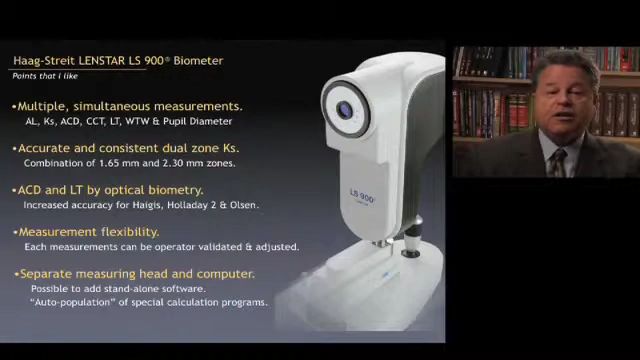 Haag-Streit LENSTAR LS 900® Biometer
Points that i like
•Multiple, simultaneous measurements.
AL, Ks, ACD, CCT, LT, WTW & Pupil Diameter
•Accurate and consistent dual zone Ks.
Combination of 1.65 mm and 2.30 mm zones.
•ACD and LT by optical biometry.
Increased accuracy for Haigis, Holladay 2 & Olsen.
•Measurement flexibility.
Each measurements can be operator validated & adjusted.
•Separate measuring head and computer.
Possible to add stand-alone software.
"Auto-population" of special calculation programs.
LS 900